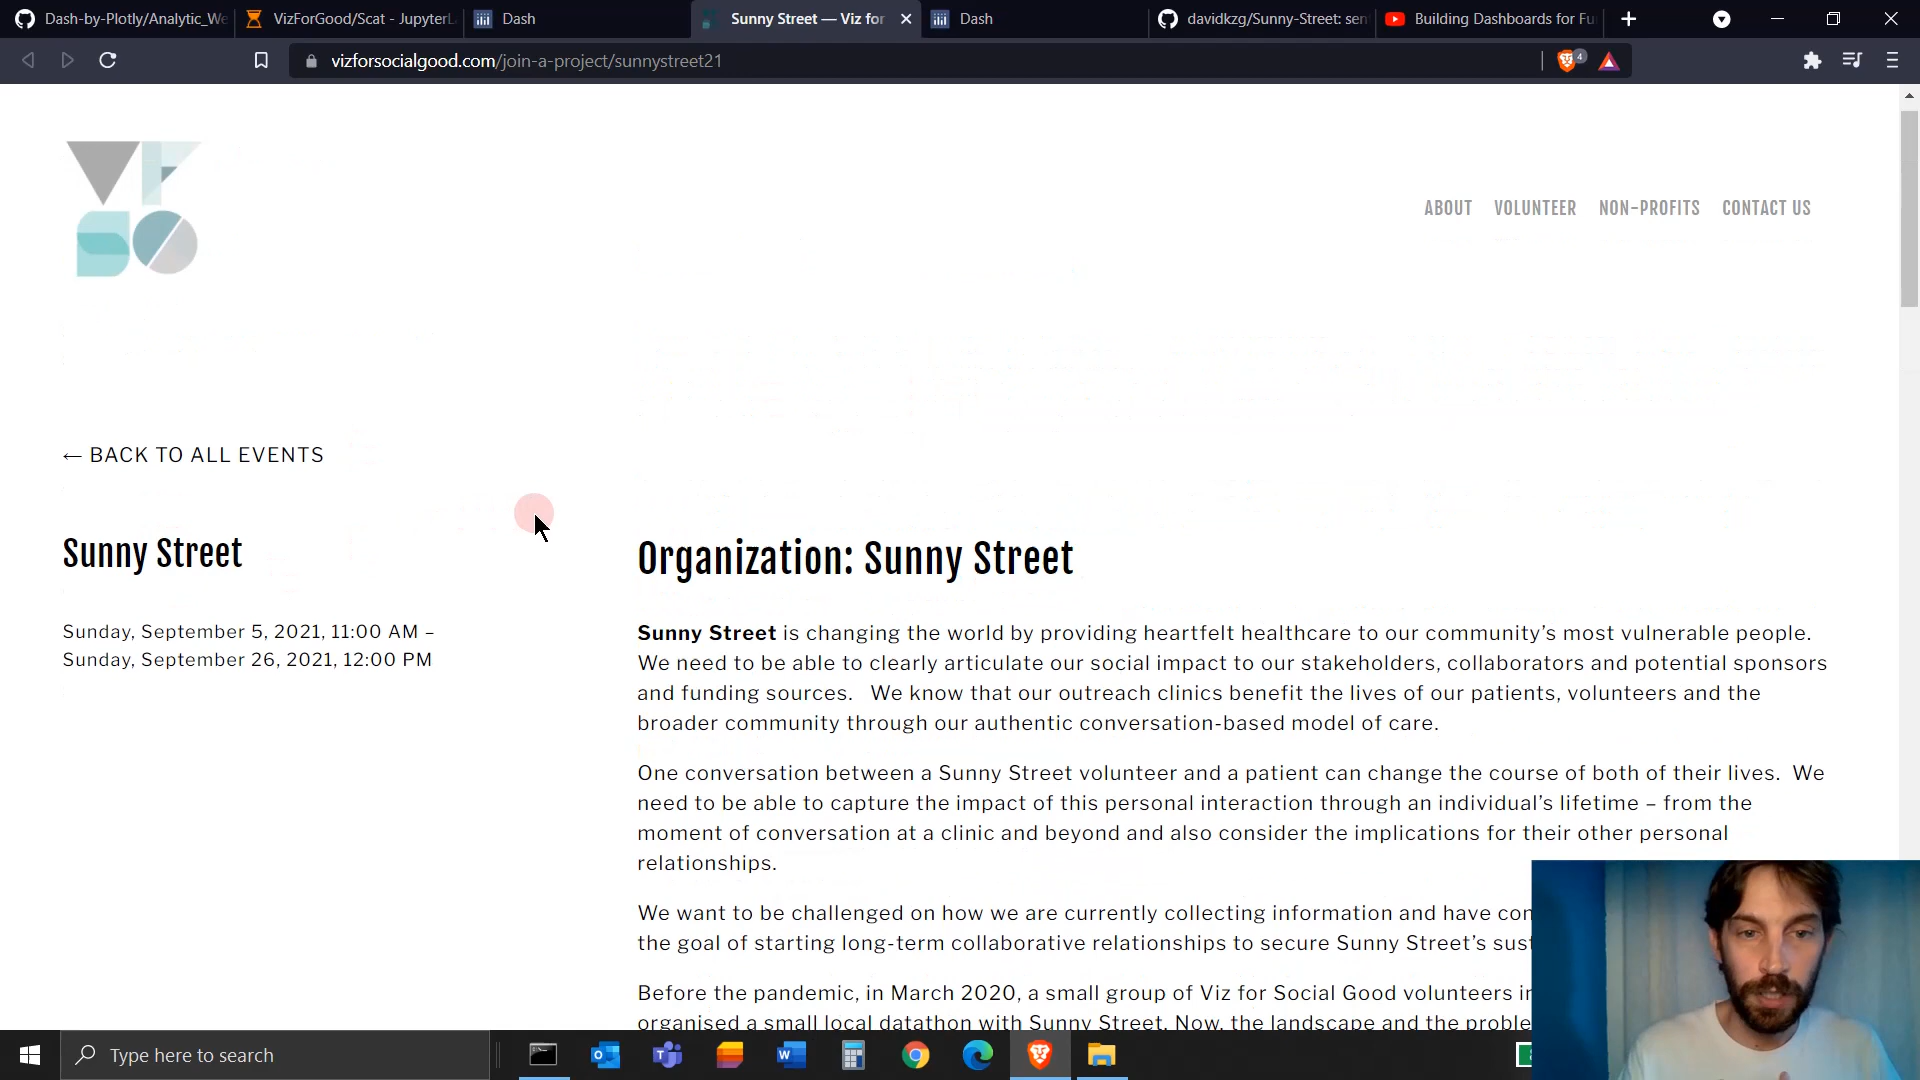 Dash-by-Plotly/Analytic_We
VizForGood/Scat - JupyterL
Dash
Sunny Street — Viz for
Dash
davidkzg/Sunny-Street: sen
Building Dashboards for Fu
vizforsocialgood.com/join-a-project/sunnystreet21
4
ABOUT
VOLUNTEER
NON-PROFITS
CONTACT US
← BACK TO ALL EVENTS
Sunny Street
Sunday, September 5, 2021, 11:00 AM –
Sunday, September 26, 2021, 12:00 PM
Organization: Sunny Street
Sunny Street is changing the world by providing heartfelt healthcare to our community’s most vulnerable people.
We need to be able to clearly articulate our social impact to our stakeholders, collaborators and potential sponsors
and funding sources. We know that our outreach clinics benefit the lives of our patients, volunteers and the
broader community through our authentic conversation-based model of care.
One conversation between a Sunny Street volunteer and a patient can change the course of both of their lives. We
need to be able to capture the impact of this personal interaction through an individual’s lifetime – from the
moment of conversation at a clinic and beyond and also consider the implications for their other personal
relationships.
We want to be challenged on how we are currently collecting information and have con
the goal of starting long-term collaborative relationships to secure Sunny Street’s sust
Before the pandemic, in March 2020, a small group of Viz for Social Good volunteers in
organised a small local datathon with Sunny Street. Now, the landscape and the proble
Type here to search